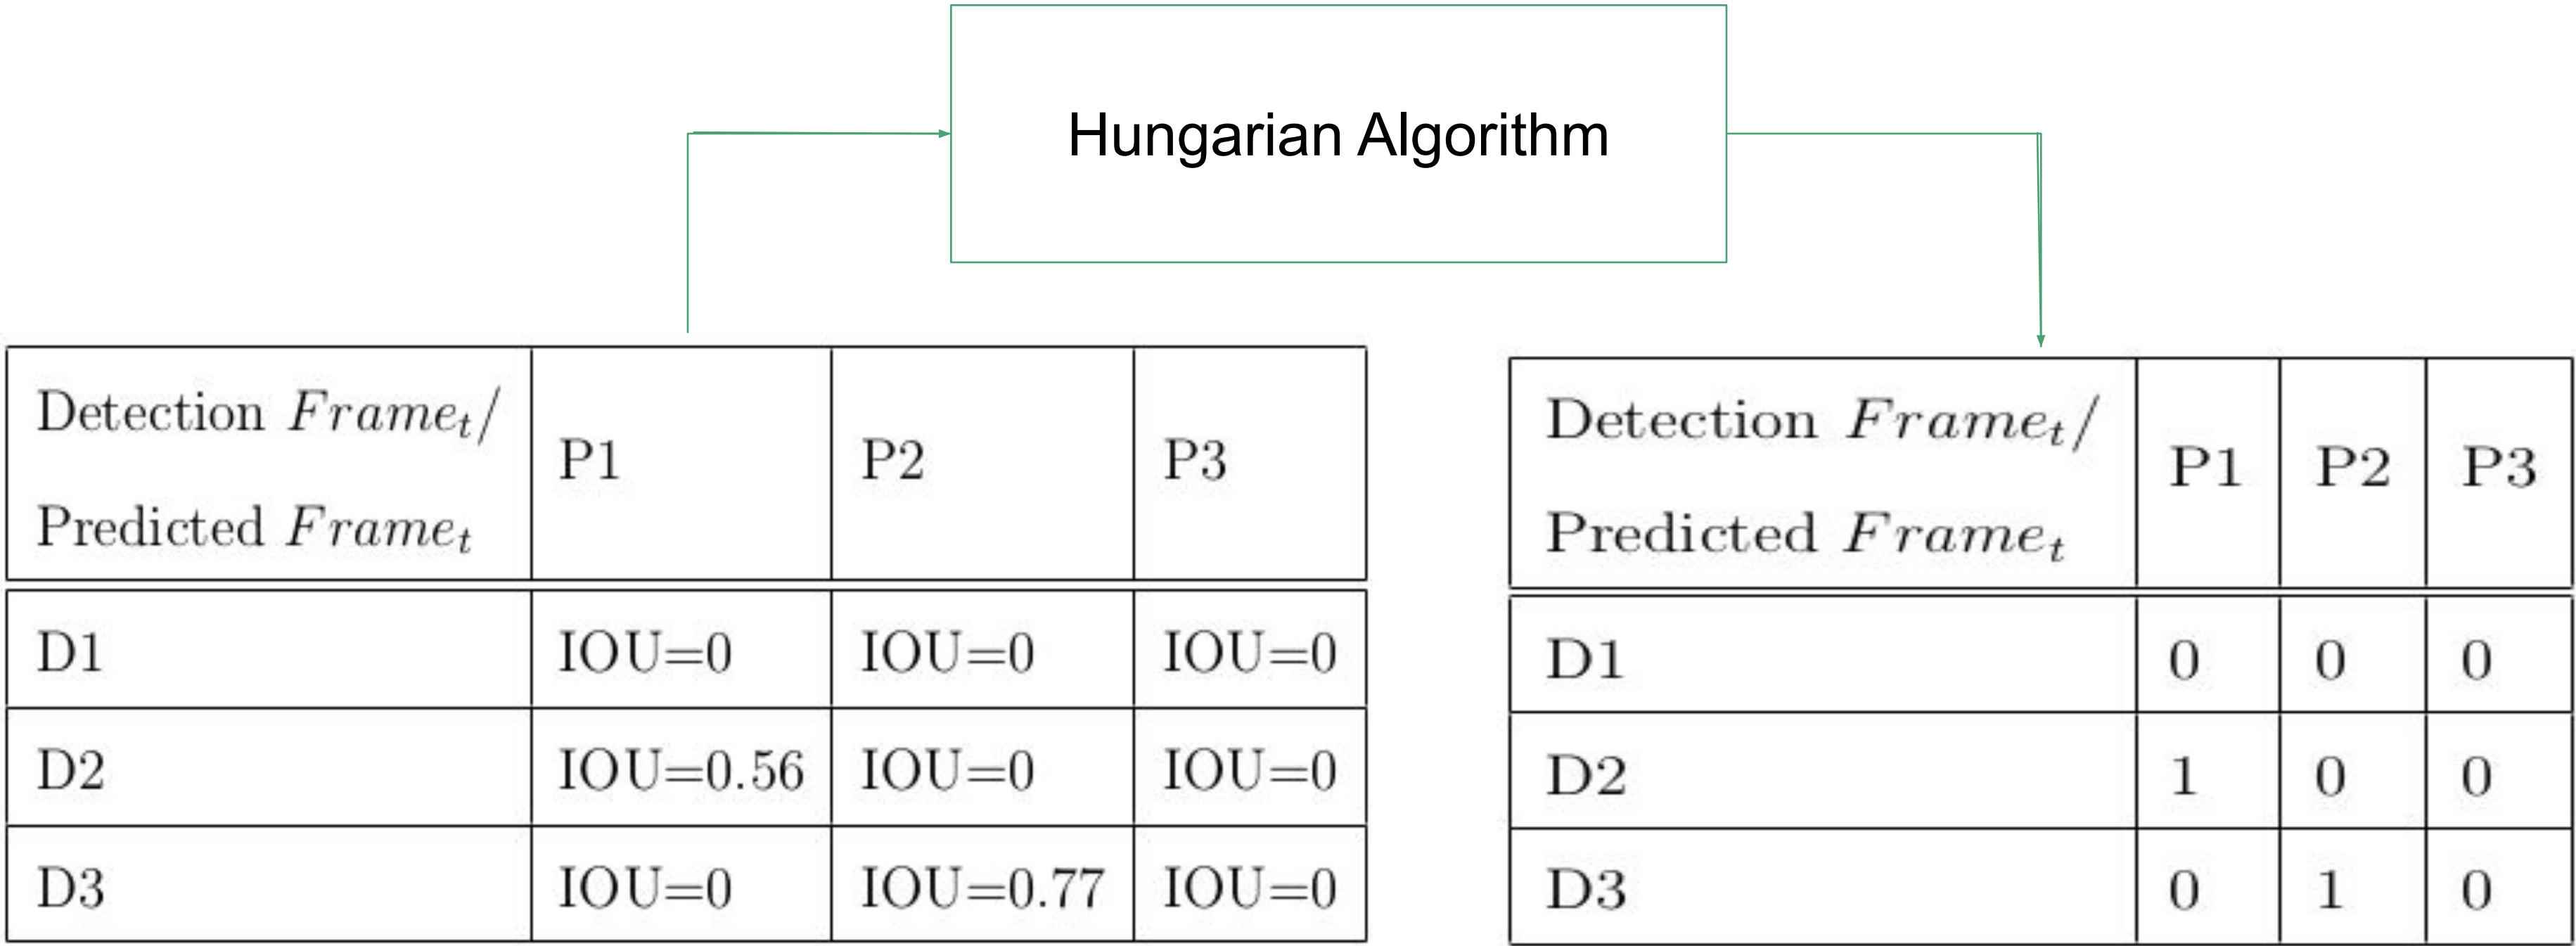 Hungarian Algorithm
Detection Frame_t/
Predicted Frame_t
P1 P2 P3
D1 IOU=0 IOU=0 IOU=0
D2 IOU=0.56 IOU=0 IOU=0
D3 IOU=0 IOU=0.77 IOU=0
Detection Frame_t/
Predicted Frame_t
P1 P2 P3
D1 0 0 0
D2 1 0 0
D3 0 1 0